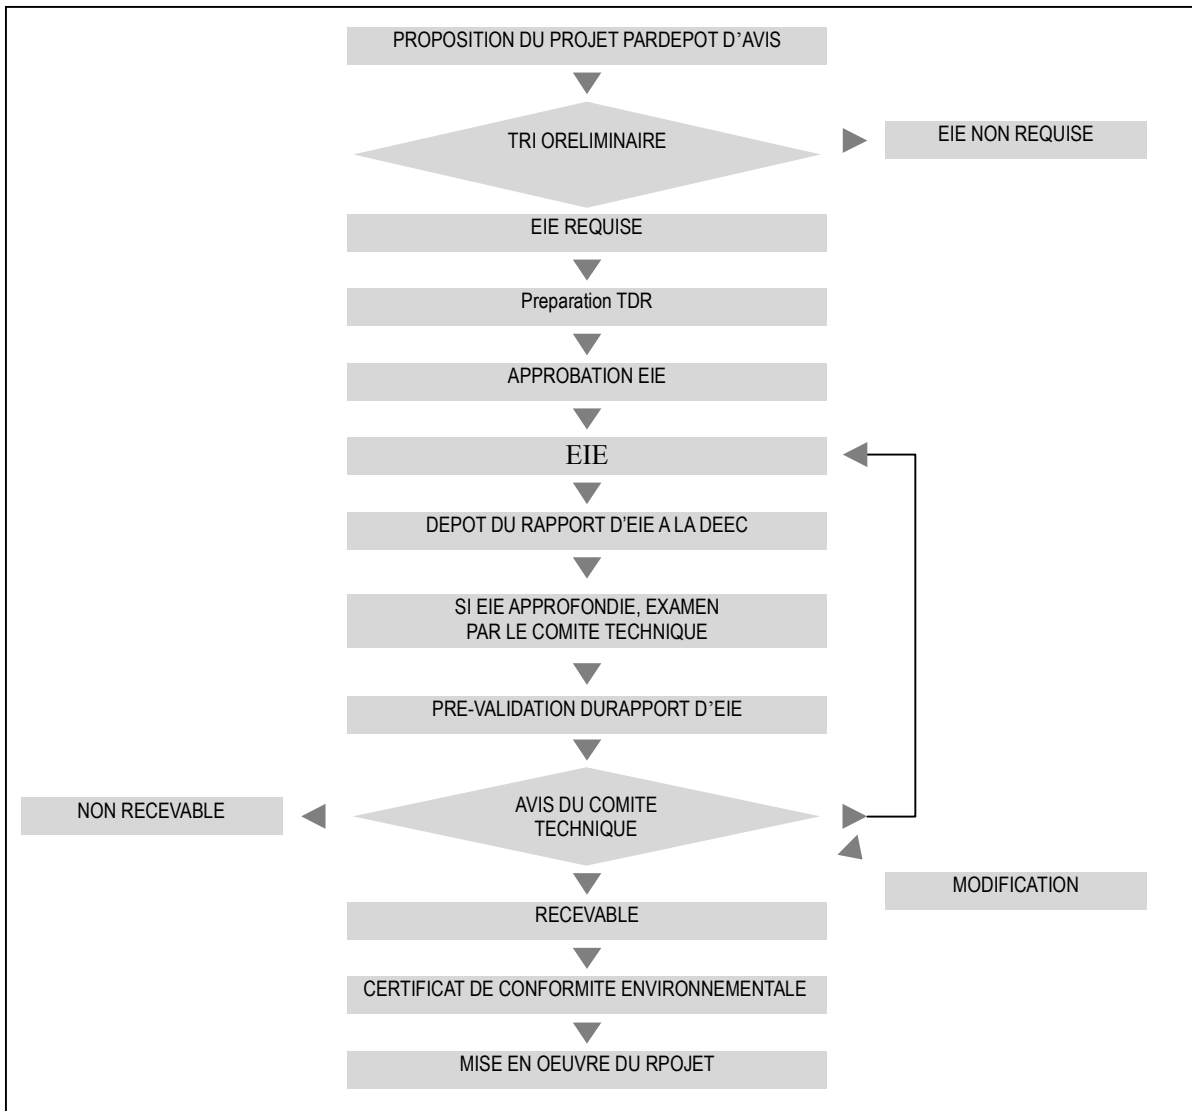 PROPOSITION DU PROJET PARDEPOT D’AVIS
TRI ORELIMINAIRE
EIE NON REQUISE
EIE REQUISE
Preparation TDR
APPROBATION EIE
EIE
DEPOT DU RAPPORT D'EIE A LA DEEC
SI EIE APPROFONDIE, EXAMEN
PAR LE COMITE TECHNIQUE
PRE-VALIDATION DURAPPORT D’EIE
NON RECEVABLE
AVIS DU COMITE
TECHNIQUE
MODIFICATION
RECEVABLE
CERTIFICAT DE CONFORMITE ENVIRONNEMENTALE
MISE EN OEUVRE DU RPOJET